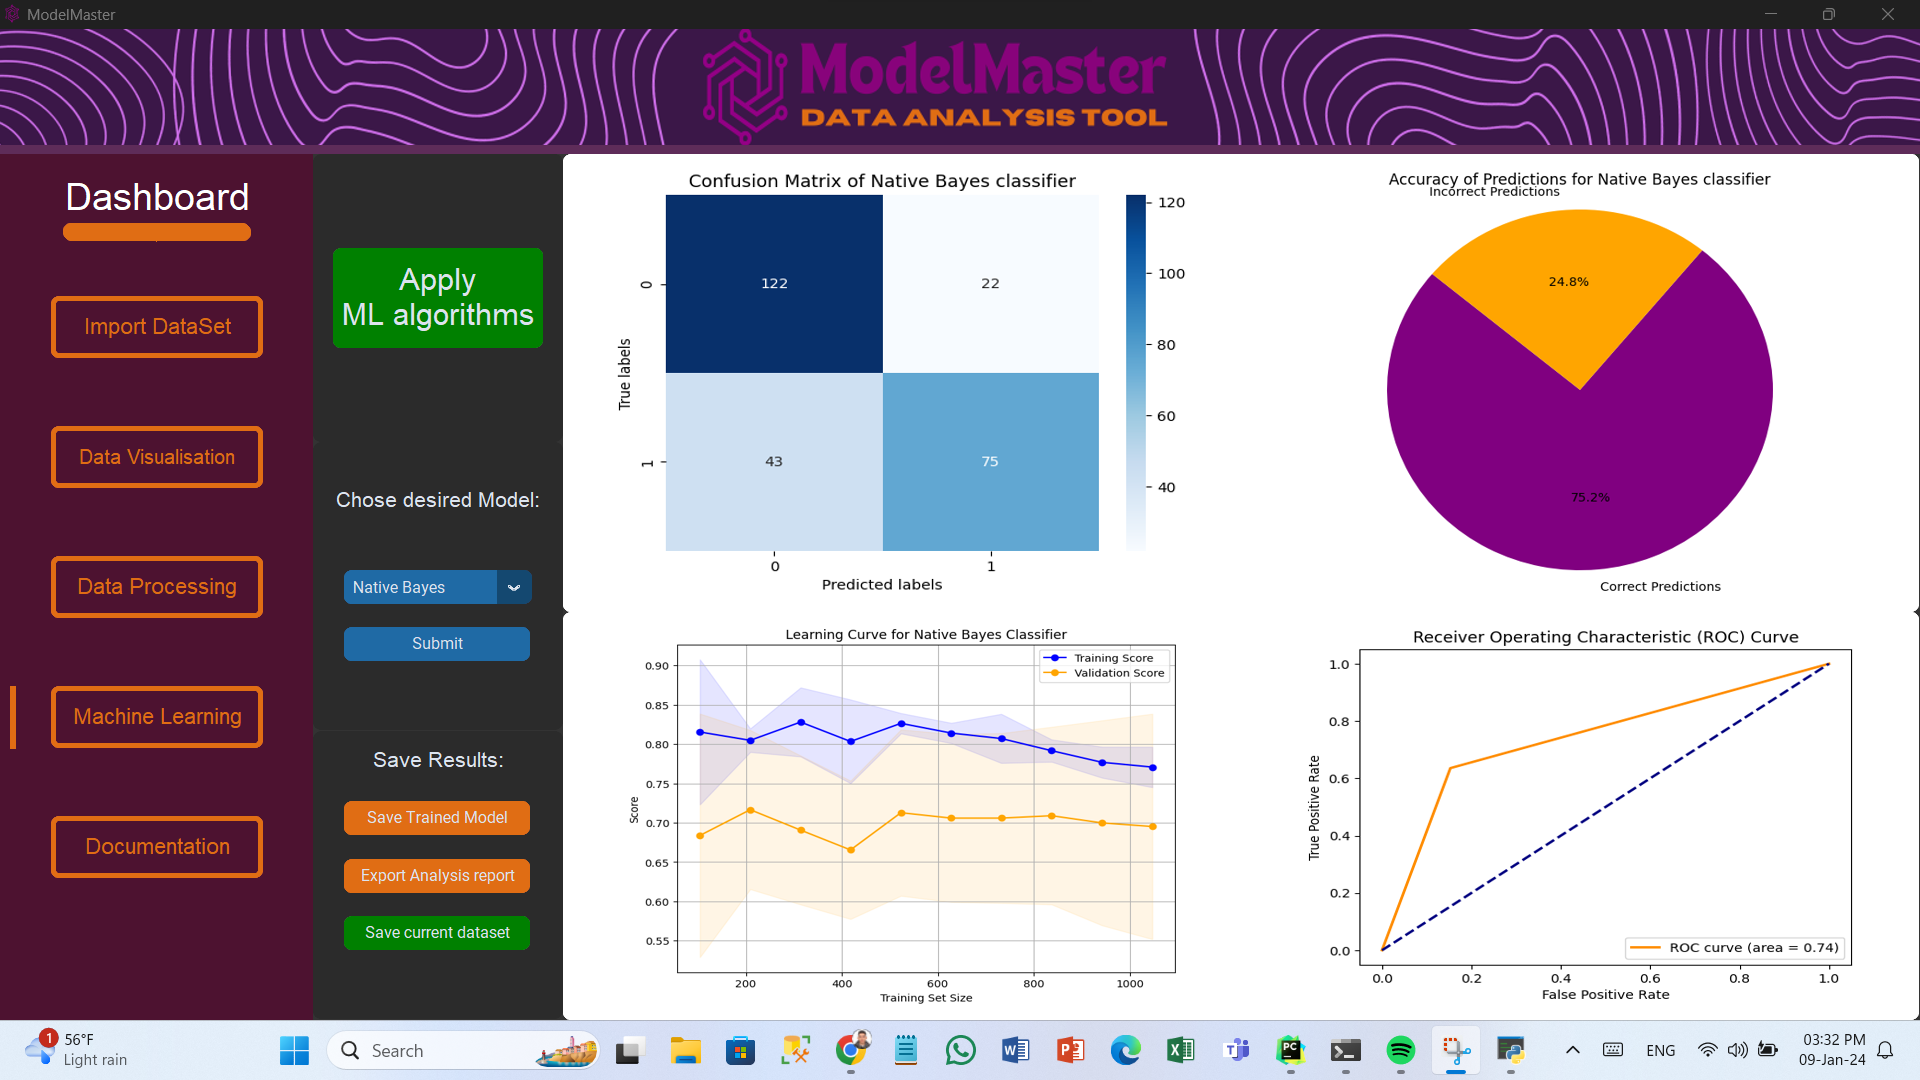 ModelMaster
ModelMaster
DATA ANALYSIS TOOL
Dashboard
Import DataSet
Data Visualisation
Data Processing
Machine Learning
Documentation
Apply
ML algorithms
Chose desired Model:
Native Bayes
Submit
Save Results:
Save Trained Model
Export Analysis report
Save current dataset
Confusion Matrix of Native Bayes classifier
122
22
43
75
0
1
True labels
0
1
Predicted labels
120
100
80
60
40
Accuracy of Predictions for Native Bayes classifier
Incorrect Predictions
24.8%
75.2%
Correct Predictions
Learning Curve for Native Bayes Classifier
Training Score
Validation Score
0.90
0.85
0.80
0.75
0.70
0.65
0.60
0.55
Score
200
400
600
800
1000
Training Set Size
Receiver Operating Characteristic (ROC) Curve
1.0
0.8
0.6
0.4
0.2
0.0
True Positive Rate
ROC curve (area = 0.74)
0.0
0.2
0.4
0.6
0.8
1.0
False Positive Rate
1
56°F
Light rain
Search
PC
ENG
03:32 PM
09-Jan-24